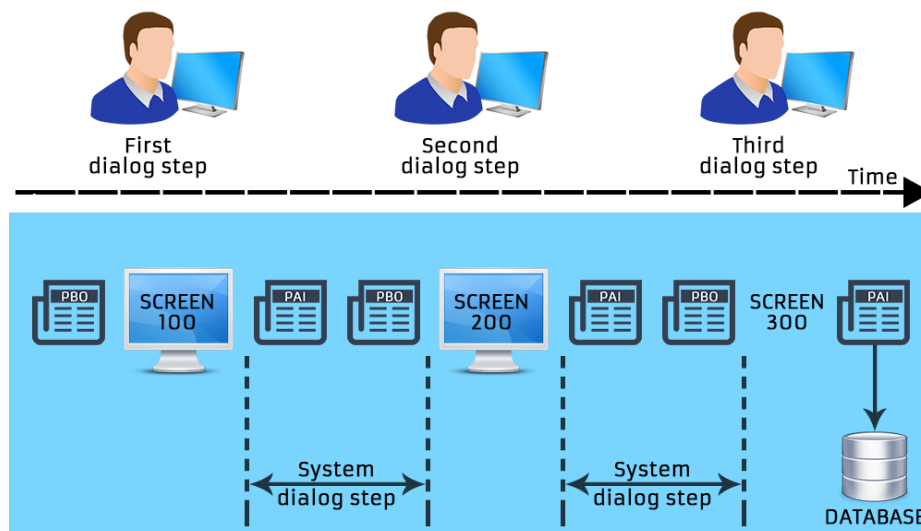 First
dialog step
Second
dialog step
Third
dialog step
Time
PBO
SCREEN
100
PAI
PBO
SCREEN
200
PAI
PBO
SCREEN
300
PAI
System
dialog step
System
dialog step
DATABASE